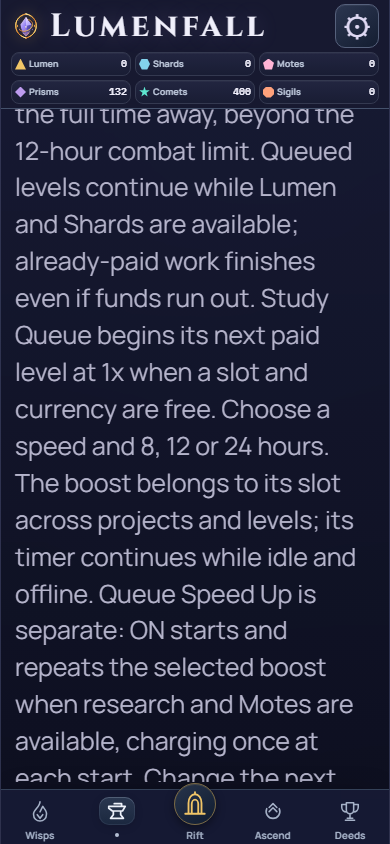 LUMENFALL
Lumen 0
Shards 0
Motes 0
Prisms 132
Comets 400
Sigils 0
the full time away, beyond the
12-hour combat limit. Queued
levels continue while Lumen
and Shards are available;
already-paid work finishes
even if funds run out. Study
Queue begins its next paid
level at 1x when a slot and
currency are free. Choose a
speed and 8, 12 or 24 hours.
The boost belongs to its slot
across projects and levels; its
timer continues while idle and
offline. Queue Speed Up is
separate: ON starts and
repeats the selected boost
when research and Motes are
available, charging once at
each start. Change the next
Wisps
Rift
Ascend
Deeds